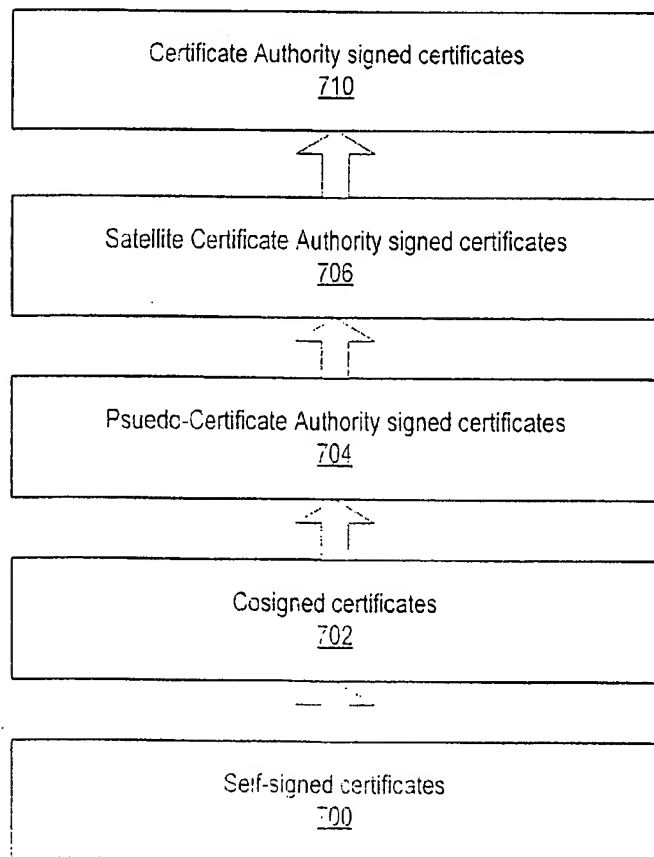 Certificate Authority signed certificates
710
Satellite Certificate Authority signed certificates
706
Psuedo-Certificate Authority signed certificates
704
Cosigned certificates
702
Self-signed certificates
700